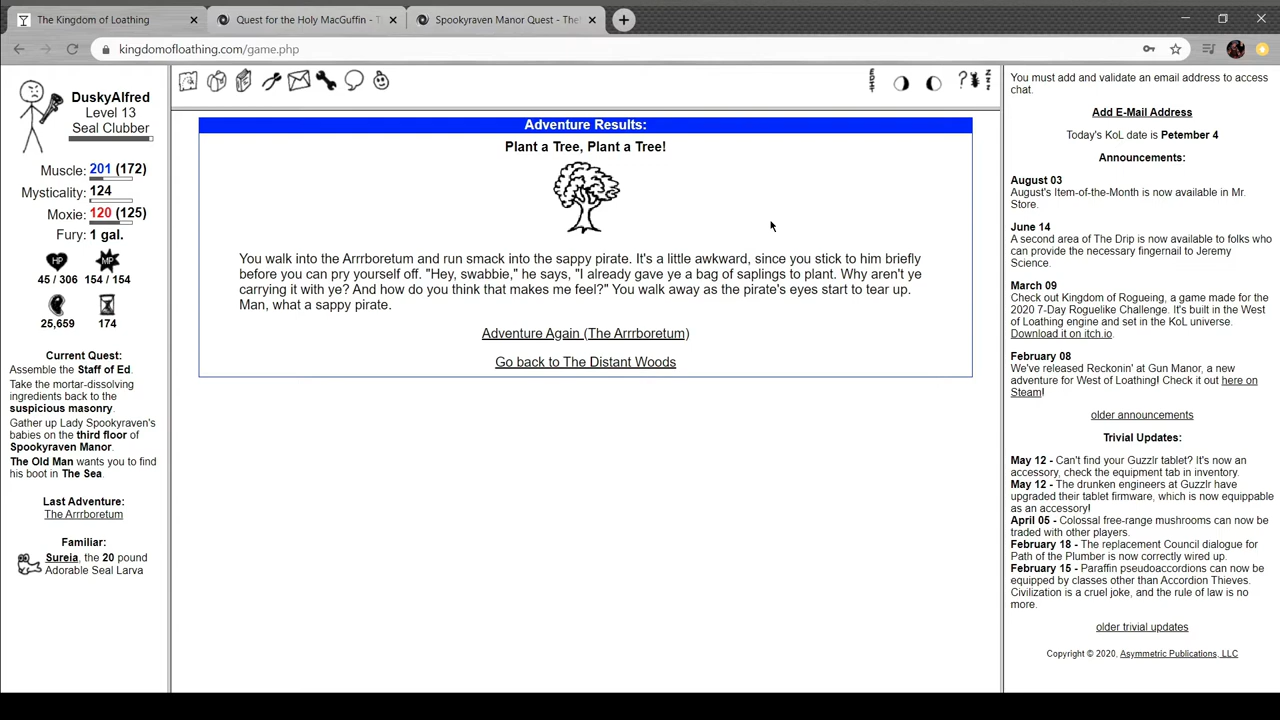 The Kingdom of Loathing
Quest for the Holy MacGuffin - T
Spookyraven Manor Quest - The
kingdomofloathing.com/game.php
DuskyAlfred
Level 13
Seal Clubber
Muscle: 201 (172)
Mysticality: 124
Moxie: 120 (125)
Fury: 1 gal.
HP
MP
45 / 306
154 / 154
25,659
174
Current Quest:
Assemble the Staff of Ed.
Take the mortar-dissolving
ingredients back to the
suspicious masonry.
Gather up Lady Spookyraven's
babies on the third floor of
Spookyraven Manor.
The Old Man wants you to find
his boot in The Sea.
Last Adventure:
The Arrrboretum
Familiar:
Sureia, the 20 pound
Adorable Seal Larva
Adventure Results:
Plant a Tree, Plant a Tree!
You walk into the Arrrboretum and run smack into the sappy pirate. It's a little awkward, since you stick to him briefly
before you can pry yourself off. "Hey, swabbie," he says, "I already gave ye a bag of saplings to plant. Why aren't ye
carrying it with ye? And how do you think that makes me feel?" You walk away as the pirate's eyes start to tear up.
Man, what a sappy pirate.
Adventure Again (The Arrrboretum)
Go back to The Distant Woods
You must add and validate an email address to access
chat.
Add E-Mail Address
Today's KoL date is Petember 4
Announcements:
August 03
August's Item-of-the-Month is now available in Mr.
Store.
June 14
A second area of The Drip is now available to folks who
can provide the necessary fingernail to Jeremy
Science.
March 09
Check out Kingdom of Rogueing, a game made for the
2020 7-Day Roguelike Challenge. It's built in the West
of Loathing engine and set in the KoL universe.
Download it on itch.io.
February 08
We've released Reckonin' at Gun Manor, a new
adventure for West of Loathing! Check it out here on
Steam!
older announcements
Trivial Updates:
May 12 - Can't find your Guzzlr tablet? It's now an
accessory, check the equipment tab in inventory.
May 12 - The drunken engineers at Guzzlr have
upgraded their tablet firmware, which is now equippable
as an accessory!
April 05 - Colossal free-range mushrooms can now be
traded with other players.
February 18 - The replacement Council dialogue for
Path of the Plumber is now correctly wired up.
February 15 - Paraffin pseudoaccordions can now be
equipped by classes other than Accordion Thieves.
Civilization is a cruel joke, and the rule of law is no
more.
older trivial updates
Copyright © 2020, Asymmetric Publications, LLC